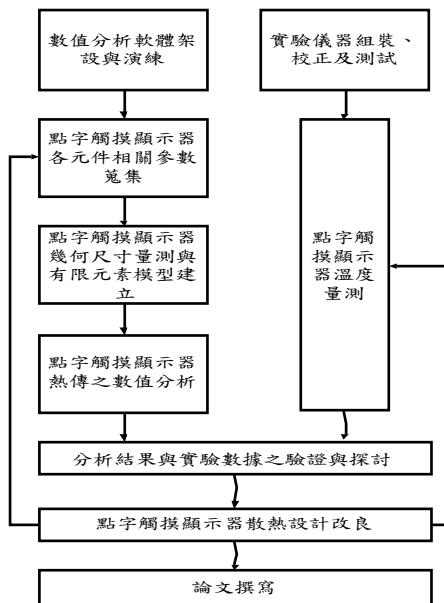 數值分析軟體架
設與演練
實驗儀器組裝、
校正及測試
點字觸摸顯示器
各元件相關參數
蒐集
點字觸摸顯示器
幾何尺寸量測與
有限元素模型建
立
點字觸
摸顯示
器溫度
量測
點字觸摸顯示器
熱傳之數值分析
分析結果與實驗數據之驗證與探討
點字觸摸顯示器散熱設計改良
論文撰寫